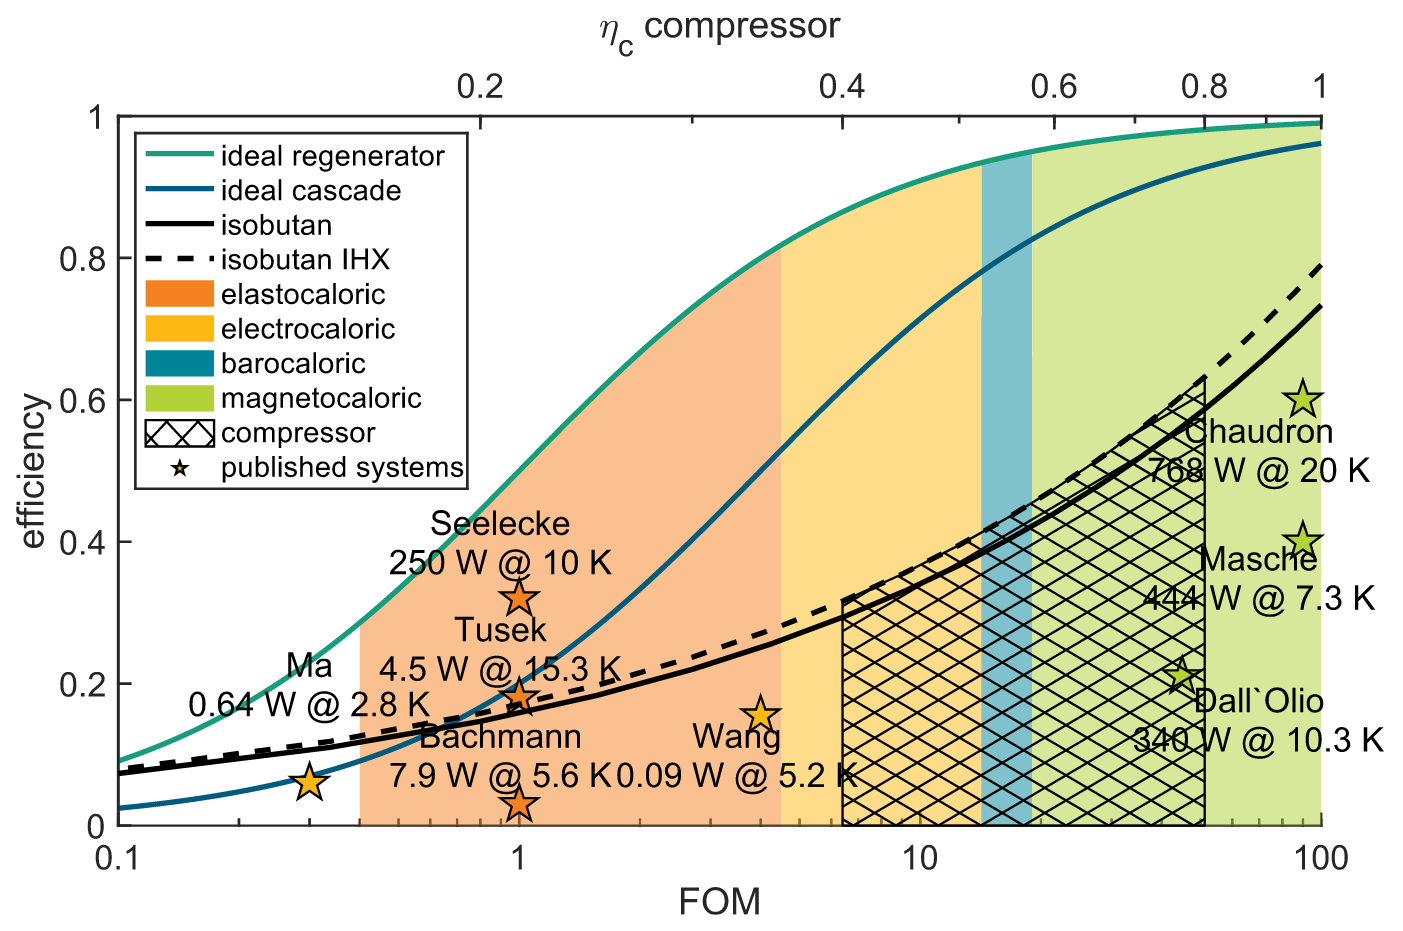 η_c compressor
0.2 0.4 0.6 0.8 1
1
0.8
0.6
0.4
0.2
0
efficiency
ideal regenerator
ideal cascade
isobutan
isobutan IHX
elastocaloric
electrocaloric
barocaloric
magnetocaloric
compressor
published systems
Chaudron
768 W @ 20 K
Seelecke
250 W @ 10 K
Masche
444 W @ 7.3 K
Tusek
4.5 W @ 15.3 K
Ma
0.64 W @ 2.8 K
Dall`Olio
340 W @ 10.3 K
Bachmann
7.9 W @ 5.6 K
Wang
0.09 W @ 5.2 K
0.1 1 10 100
FOM